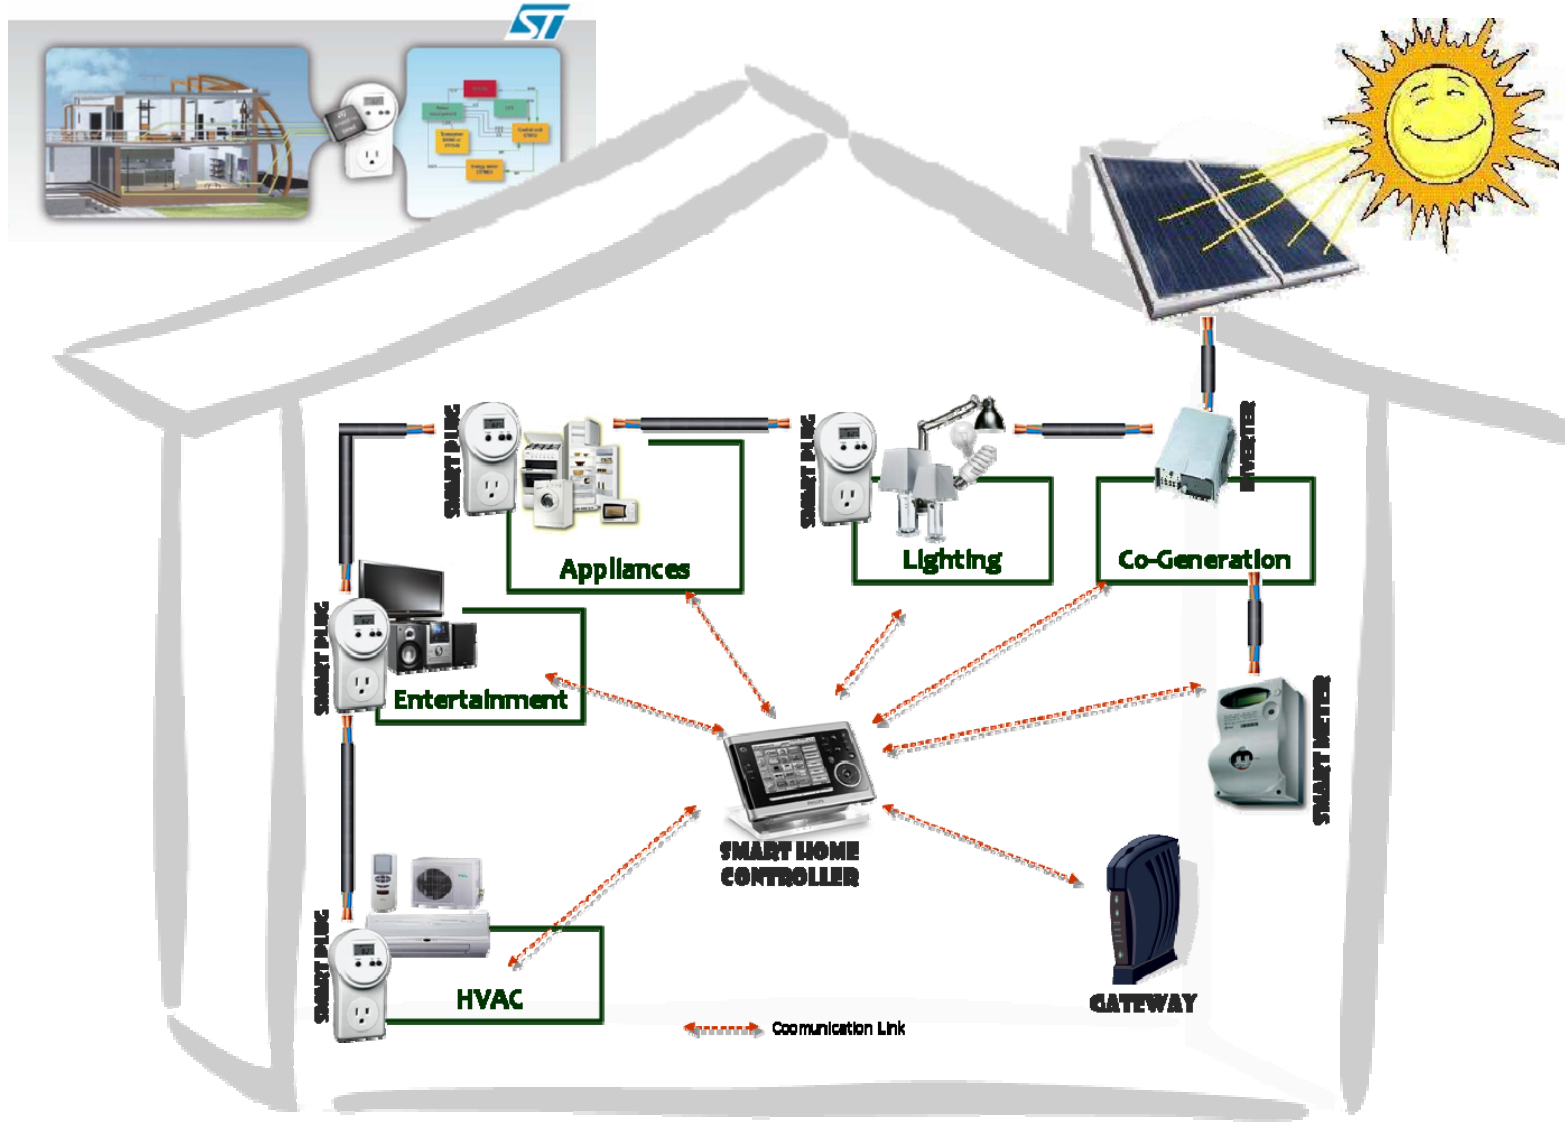 ST
SMART PLUG
Appliances
SMART PLUG
Lighting
INVERTER
Co-Generation
SMART PLUG
Entertainment
SMART METER
SMART HOME
CONTROLLER
SMART PLUG
HVAC
GATEWAY
Coomunication Link